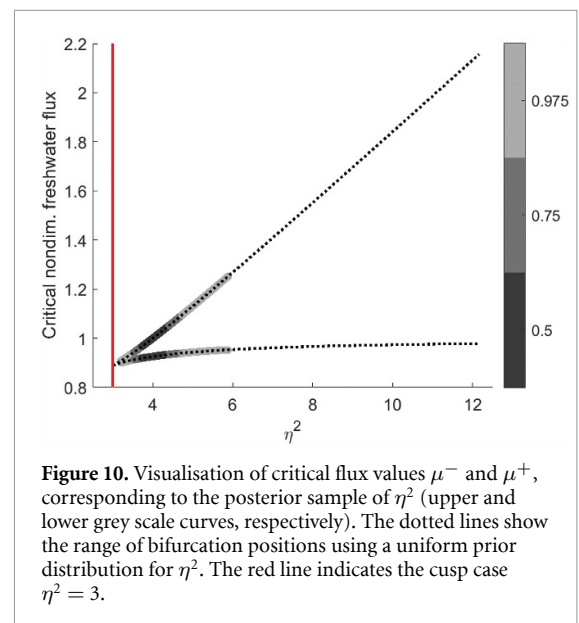 2.2
2
1.8
1.6
1.4
1.2
1
0.8
Critical nondim. freshwater flux
4 6 8 10 12
η²
0.975
0.75
0.5
Figure 10. Visualisation of critical flux values μ⁻ and μ⁺,
corresponding to the posterior sample of η² (upper and
lower grey scale curves, respectively). The dotted lines show
the range of bifurcation positions using a uniform prior
distribution for η². The red line indicates the cusp case
η² = 3.